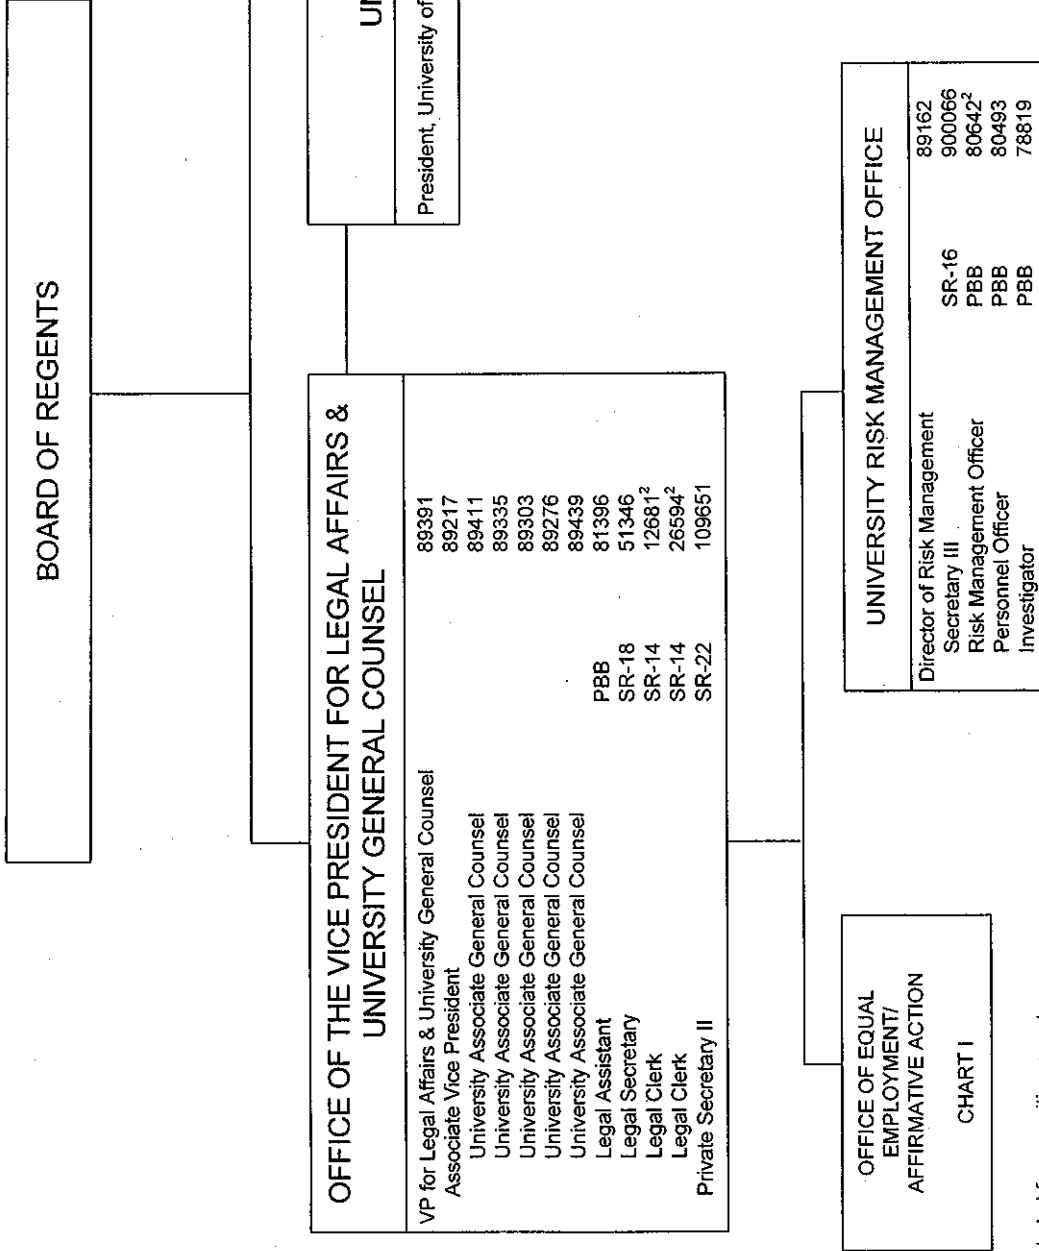 BOARD OF REGENTS
UN
President, University of
OFFICE OF THE VICE PRESIDENT FOR LEGAL AFFAIRS &
UNIVERSITY GENERAL COUNSEL
VP for Legal Affairs & University General Counsel 89391
Associate Vice President 89217
University Associate General Counsel 89411
University Associate General Counsel 89335
University Associate General Counsel 89303
University Associate General Counsel 89276
University Associate General Counsel 89439
Legal Assistant PBB 81396
Legal Secretary SR-18 51346
Legal Clerk SR-14 12681²
Legal Clerk SR-14 26594²
Private Secretary II SR-22 109651
OFFICE OF EQUAL
EMPLOYMENT/
AFFIRMATIVE ACTION
CHART I
UNIVERSITY RISK MANAGEMENT OFFICE
Director of Risk Management 89162
Secretary III SR-16 900066
Risk Management Officer PBB 80642²
Personnel Officer PBB 80493
Investigator PBB 78819